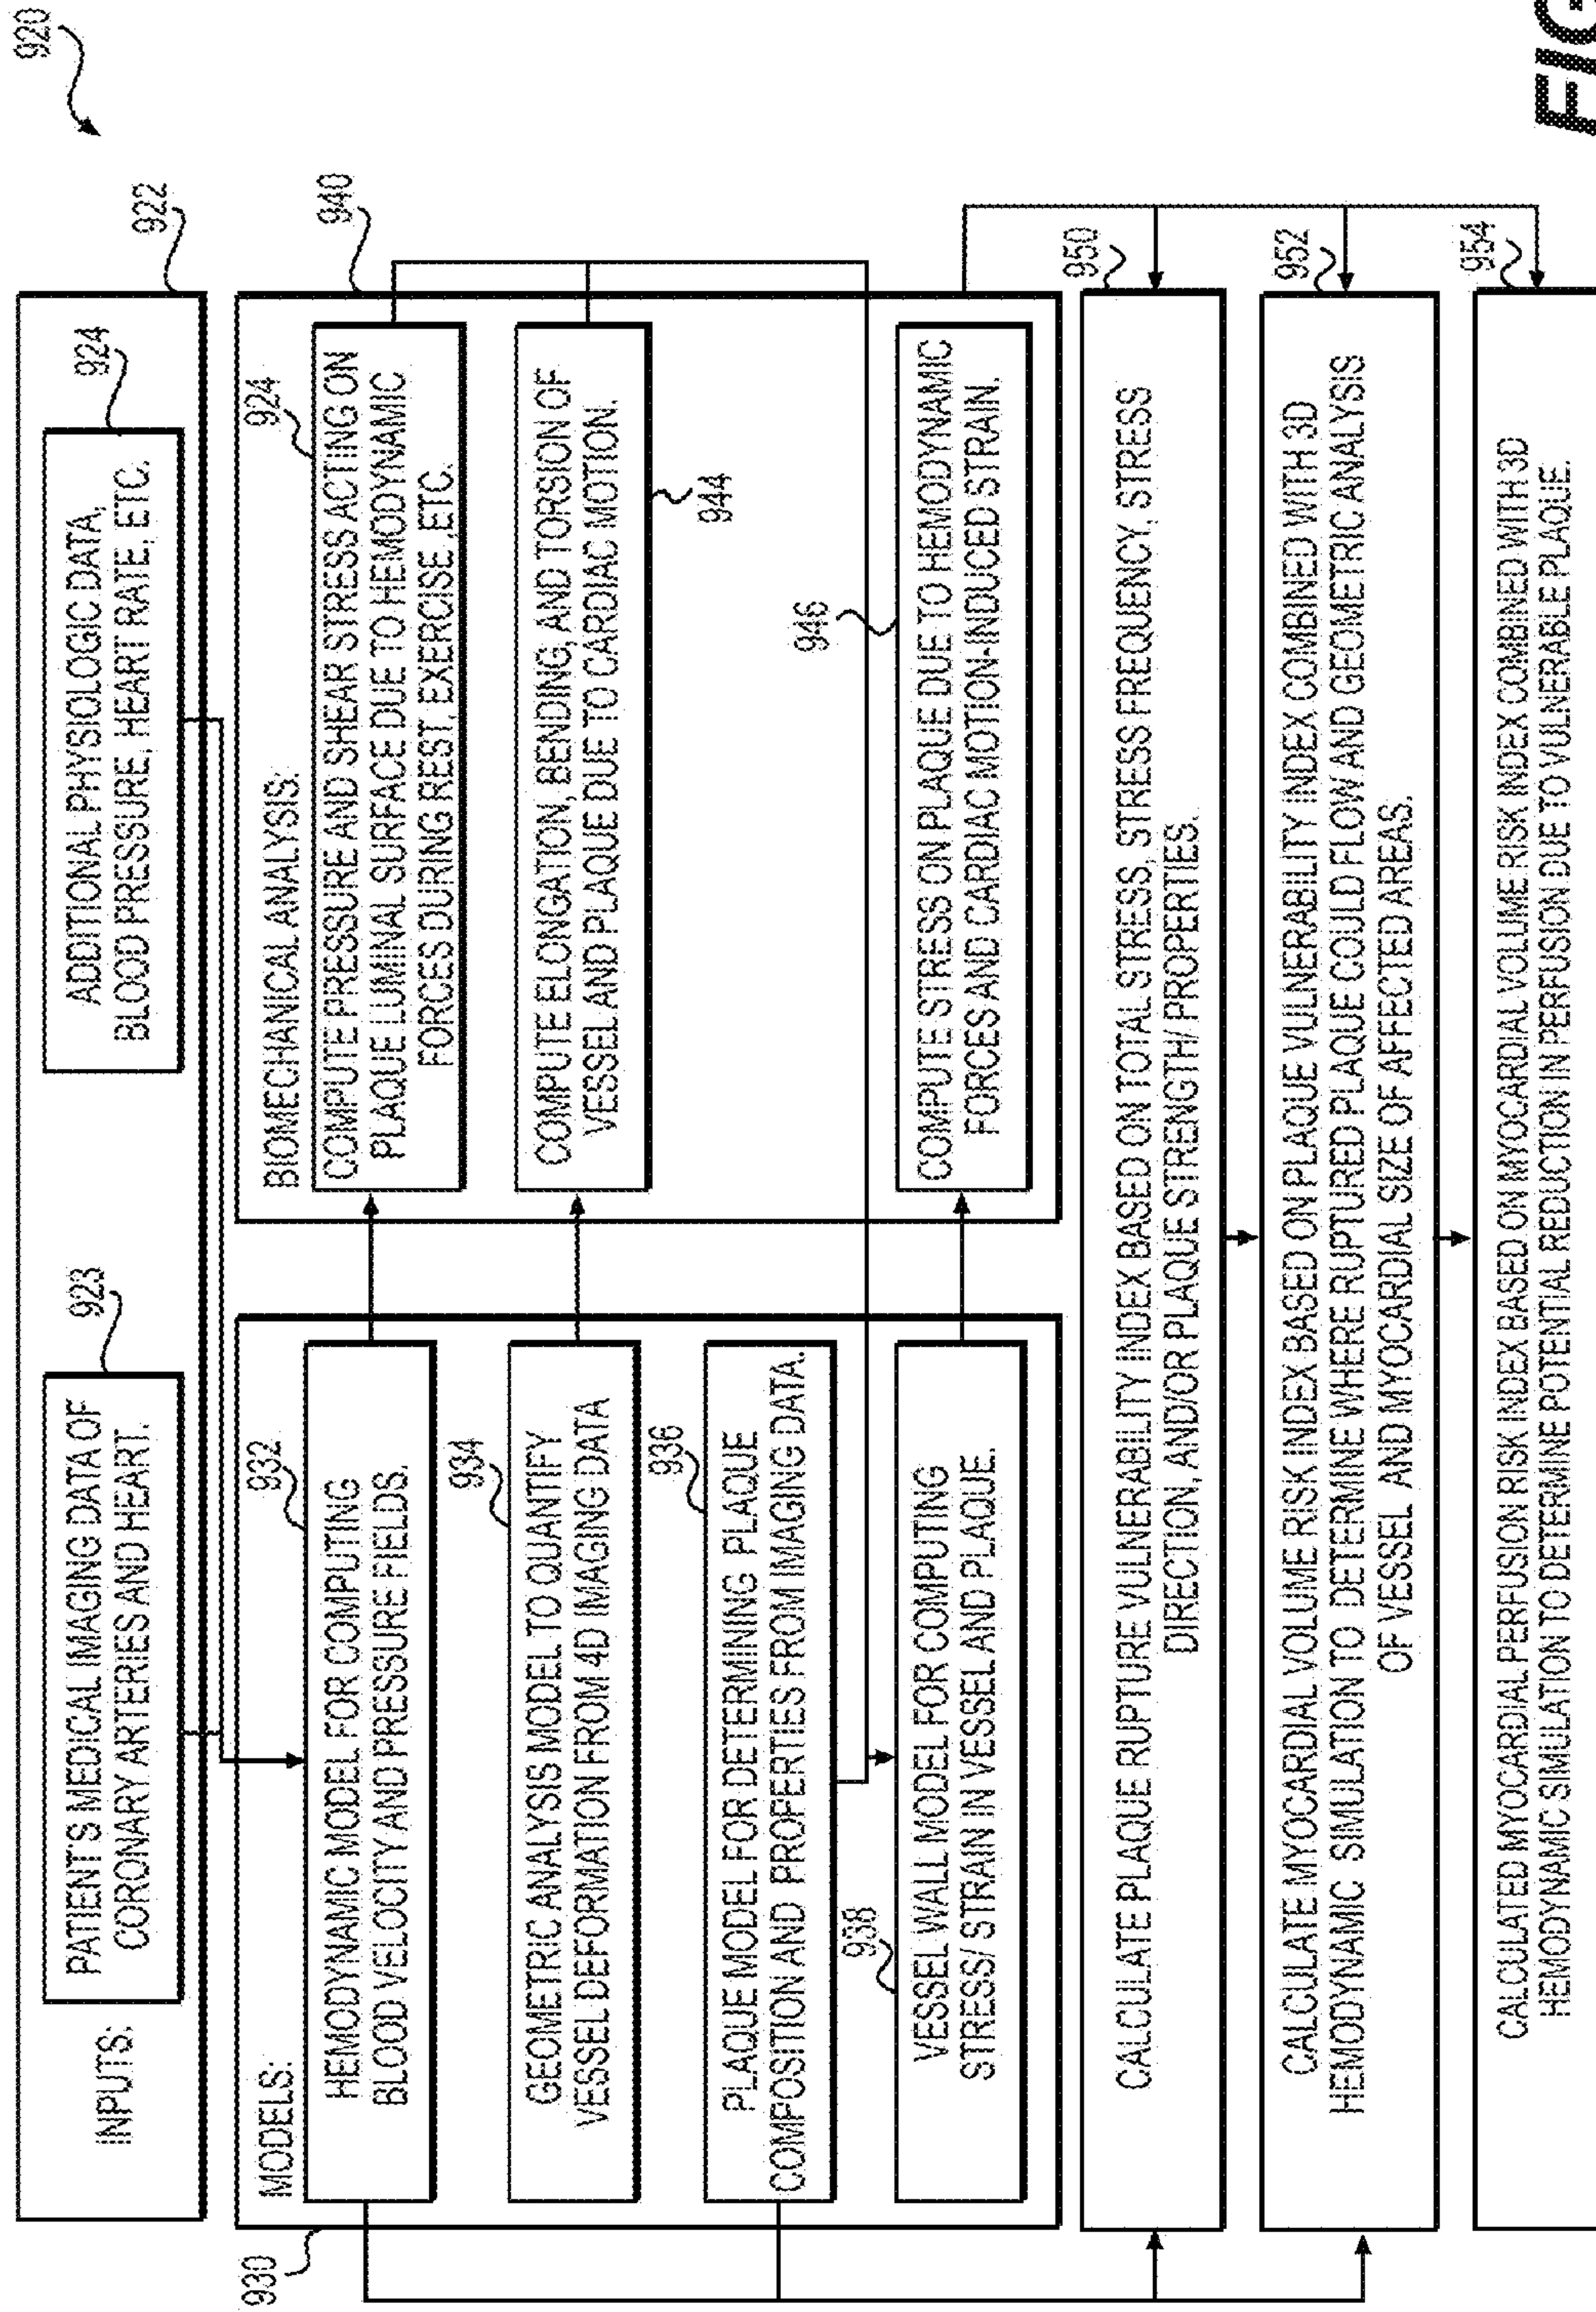 920
922
INPUTS:
923
PATIENT'S MEDICAL IMAGING DATA OF
CORONARY ARTERIES AND HEART.
924
ADDITIONAL PHYSIOLOGIC DATA,
BLOOD PRESSURE, HEART RATE, ETC.
930
MODELS:
932
HEMODYNAMIC MODEL FOR COMPUTING
BLOOD VELOCITY AND PRESSURE FIELDS.
934
GEOMETRIC ANALYSIS MODEL TO QUANTIFY
VESSEL DEFORMATION FROM 4D IMAGING DATA
936
PLAQUE MODEL FOR DETERMINING PLAQUE
COMPOSITION AND PROPERTIES FROM IMAGING DATA.
938
VESSEL WALL MODEL FOR COMPUTING
STRESS/ STRAIN IN VESSEL AND PLAQUE.
940
BIOMECHANICAL ANALYSIS:
924
COMPUTE PRESSURE AND SHEAR STRESS ACTING ON
PLAQUE LUMINAL SURFACE DUE TO HEMODYNAMIC
FORCES DURING REST, EXERCISE ,ETC.
COMPUTE ELONGATION, BENDING, AND TORSION OF
VESSEL AND PLAQUE DUE TO CARDIAC MOTION.
944
946
COMPUTE STRESS ON PLAQUE DUE TO HEMODYNAMIC
FORCES AND CARDIAC MOTION-INDUCED STRAIN.
950
CALCULATE PLAQUE RUPTURE VULNERABILITY INDEX BASED ON TOTAL STRESS, STRESS FREQUENCY, STRESS
DIRECTION, AND/OR PLAQUE STRENGTH/ PROPERTIES.
952
CALCULATE MYOCARDIAL VOLUME RISK INDEX BASED ON PLAQUE VULNERABILITY INDEX COMBINED WITH 3D
HEMODYNAMIC SIMULATION TO DETERMINE WHERE RUPTURED PLAQUE COULD FLOW AND GEOMETRIC ANALYSIS
OF VESSEL AND MYOCARDIAL SIZE OF AFFECTED AREAS.
954
CALCULATED MYOCARDIAL PERFUSION RISK INDEX BASED ON MYOCARDIAL VOLUME RISK INDEX COMBINED WITH 3D
HEMODYNAMIC SIMULATION TO DETERMINE POTENTIAL REDUCTION IN PERFUSION DUE TO VULNERABLE PLAQUE.
FIG